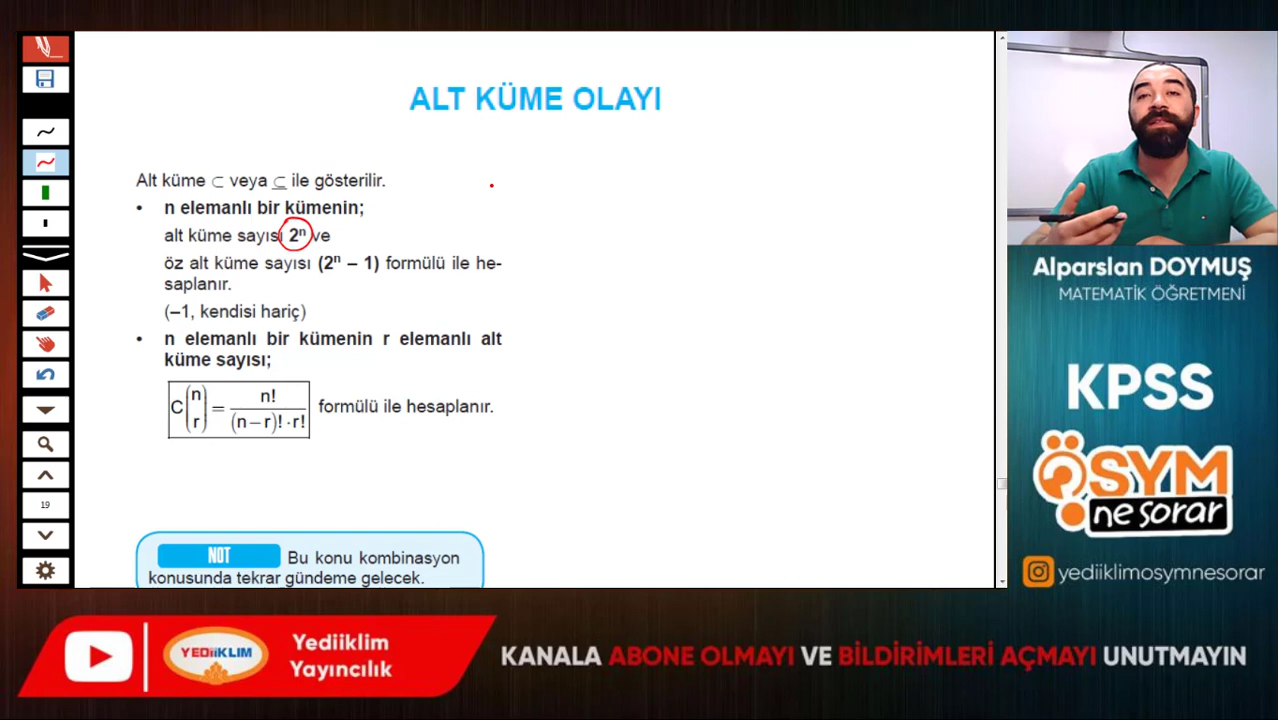 ALT KÜME OLAYI
Alt küme ⊂ veya ⊆ ile gösterilir.
• n elemanlı bir kümenin;
alt küme sayısı 2ⁿ ve
öz alt küme sayısı (2ⁿ – 1) formülü ile he-
saplanır.
(–1, kendisi hariç)
• n elemanlı bir kümenin r elemanlı alt
küme sayısı;
C(n r) = n! / (n – r)! · r! formülü ile hesaplanır.
NOT Bu konu kombinasyon
konusunda tekrar gündeme gelecek.
19
Alparslan DOYMUŞ
MATEMATİK ÖĞRETMENİ
KPSS
ÖSYM
ne sorar
yediiklimosymnesorar
YEDiiKLiM
Yediiklim
Yayıncılık
KANALA ABONE OLMAYI VE BİLDİRİMLERİ AÇMAYI UNUTMAYIN